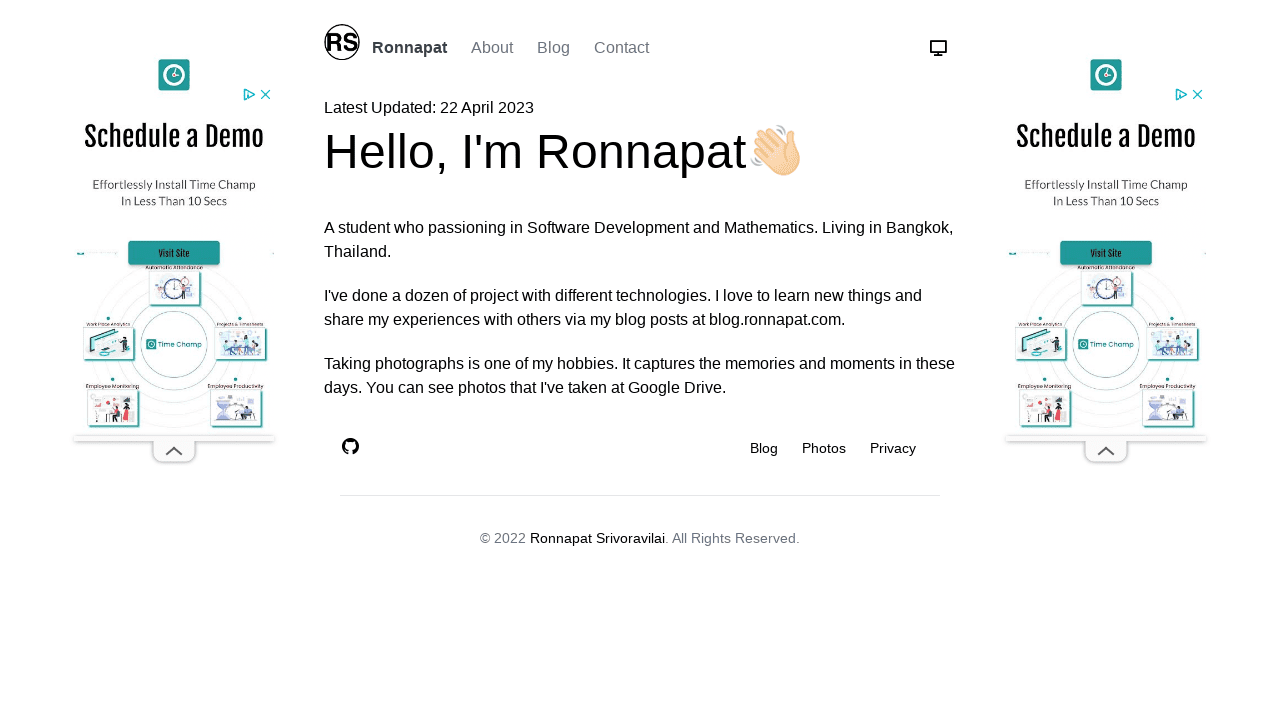 RS
Ronnapat
About
Blog
Contact
Latest Updated: 22 April 2023
Hello, I'm Ronnapat
A student who passioning in Software Development and Mathematics. Living in Bangkok,
Thailand.
I've done a dozen of project with different technologies. I love to learn new things and
share my experiences with others via my blog posts at blog.ronnapat.com.
Taking photographs is one of my hobbies. It captures the memories and moments in these
days. You can see photos that I've taken at Google Drive.
Blog
Photos
Privacy
© 2022 Ronnapat Srivoravilai. All Rights Reserved.
Schedule a Demo
Effortlessly Install Time Champ
In Less Than 10 Secs
Visit Site
Automatic Attendance
Work Place Analytics
Projects & Timesheets
Time Champ
Employee Monitoring
Employee Productivity
Schedule a Demo
Effortlessly Install Time Champ
In Less Than 10 Secs
Visit Site
Automatic Attendance
Work Place Analytics
Projects & Timesheets
Time Champ
Employee Monitoring
Employee Productivity